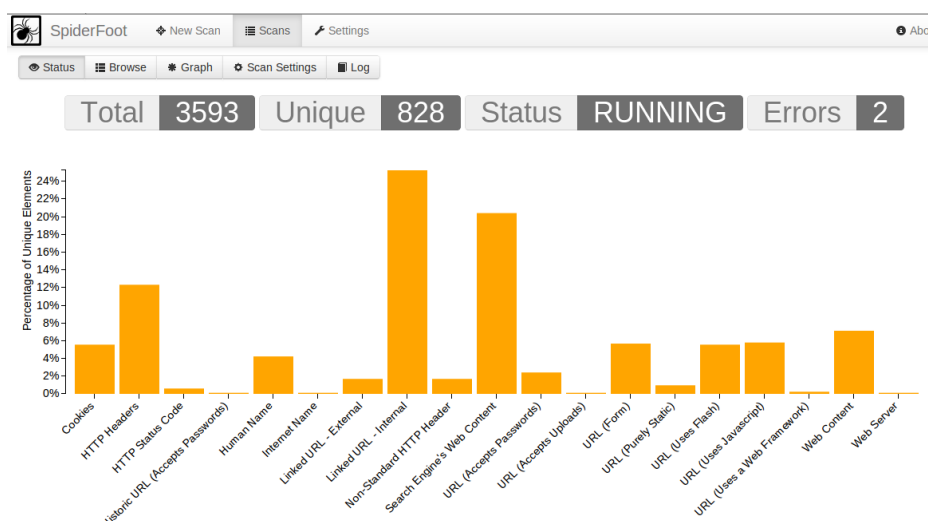 SpiderFoot New Scan Scans Settings Abo
Status Browse Graph Scan Settings Log
Total 3593 Unique 828 Status RUNNING Errors 2
Percentage of Unique Elements
24%
22%
20%
18%
16%
14%
12%
10%
8%
6%
4%
2%
0%
Cookies
HTTP Headers
HTTP Status Code
Historic URL (Accepts Passwords)
Human Name
Internet Name
Linked URL - External
Linked URL - Internal
Non-Standard HTTP Header
Search Engine's Web Content
URL (Accepts Passwords)
URL (Accepts Uploads)
URL (Form)
URL (Purely Static)
URL (Uses Flash)
URL (Uses Javascript)
URL (Uses a Web Framework)
Web Content
Web Server